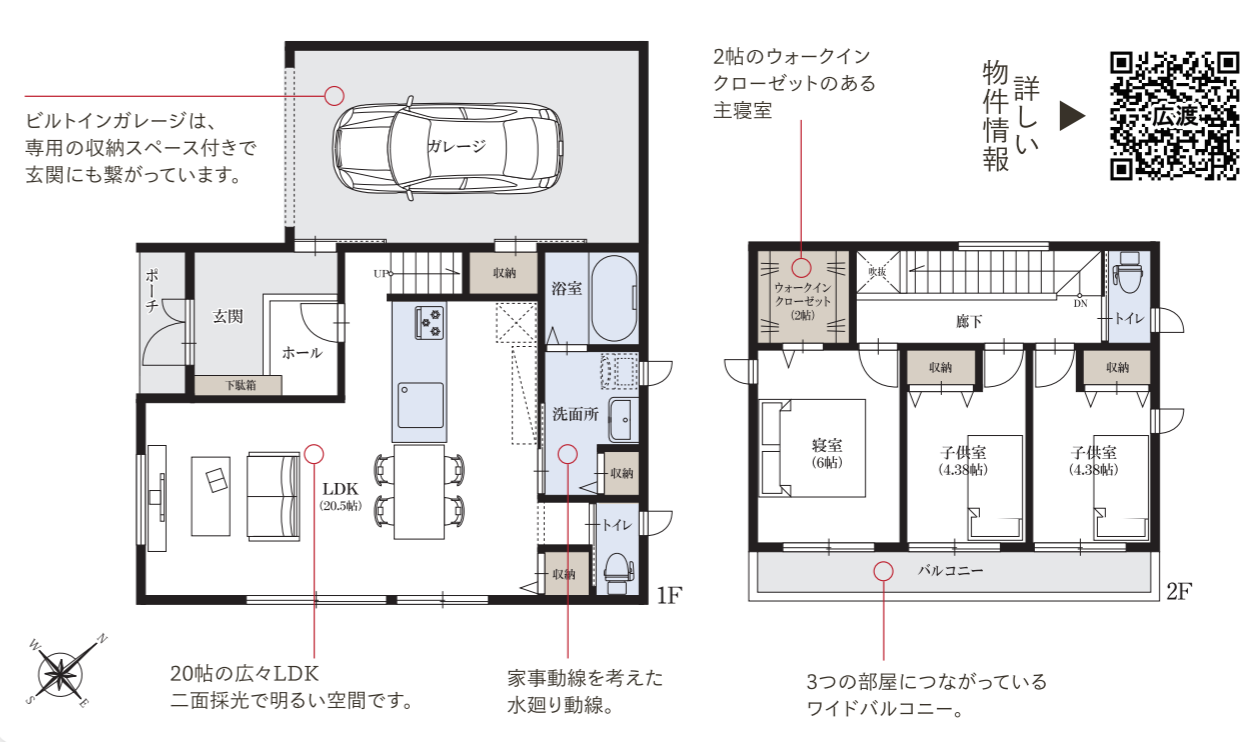 ビルトインガレージは、
専用の収納スペース付きで
玄関にも繋がっています。
ガレージ
2帖のウォークイン
クローゼットのある
主寝室
詳しい
物件情報
広渡
ポーチ
玄関
ホール
下駄箱
UP
収納
浴室
洗面所
収納
LDK
(20.5帖)
トイレ
収納
1F
ウォークイン
クローゼット
(2帖)
吹抜
DN
廊下
トイレ
収納
収納
寝室
(6帖)
子供室
(4.38帖)
子供室
(4.38帖)
バルコニー
2F
W
N
S
E
20帖の広々LDK
二面採光で明るい空間です。
家事動線を考えた
水廻り動線。
3つの部屋につながっている
ワイドバルコニー。